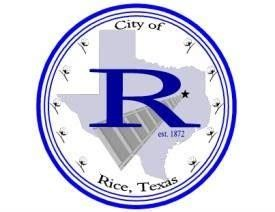 City of
R
est. 1872
Rice, Texas